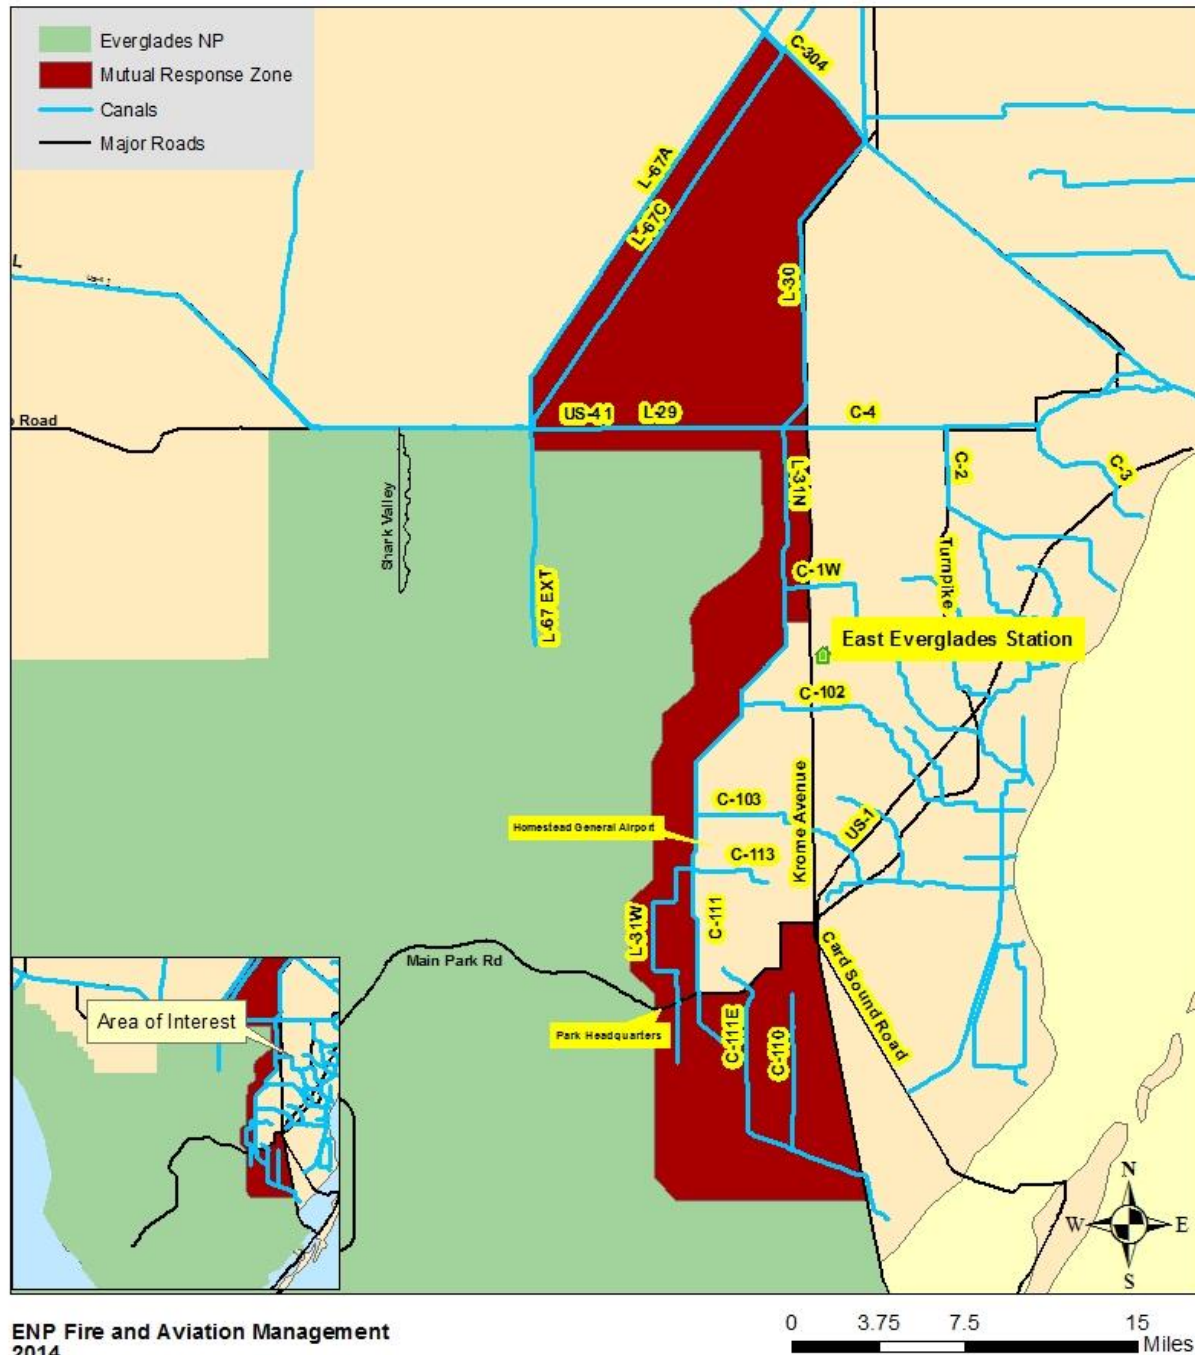 Everglades NP
Mutual Response Zone
Canals
Major Roads
C-304
L-67A
L-67C
L-30
L
Road
US-41
L-29
C-4
C-2
C-3
L-31N
Shark Valley
L-67 EXT
C-1W
Turnpike
East Everglades Station
C-102
Krome Avenue
C-103
US-1
Homestead General Airport
C-113
C-111
L-31W
Main Park Rd
Card Sound Road
Area of Interest
Park Headquarters
C-111E
C-110
N
W
E
S
ENP Fire and Aviation Management
2014
0 3.75 7.5 15
Miles